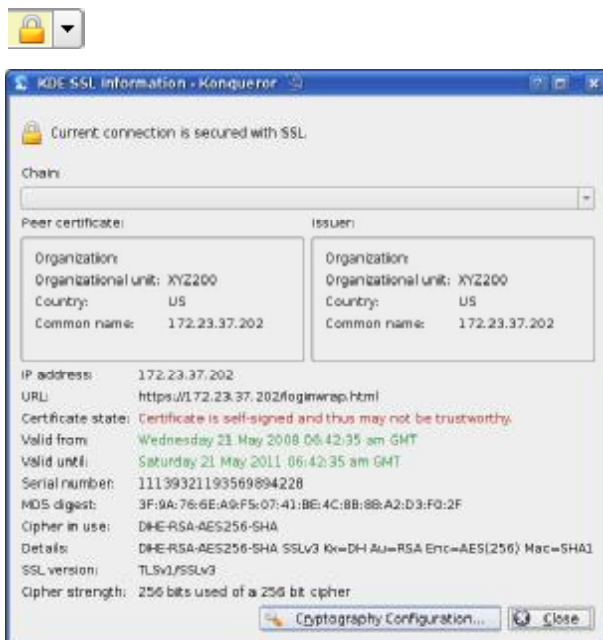 KDE SSL Information - Konqueror
Current connection is secured with SSL.
Chain:
Peer certificate:
Issuer:
Organization:
Organizational unit: XYZ200
Country: US
Common name: 172.23.37.202
Organization:
Organizational unit: XYZ200
Country: US
Common name: 172.23.37.202
IP address: 172.23.37.202
URL: https://172.23.37.202/loginwrap.html
Certificate state: Certificate is self-signed and thus may not be trustworthy.
Valid from: Wednesday 21 May 2008 06:42:35 am GMT
Valid until: Saturday 21 May 2011 06:42:35 am GMT
Serial number: 11139321193569894228
MD5 digest: 3F:9A:76:6E:A9:F5:07:41:BE:4C:8B:8B:A2:D3:F0:2F
Cipher in use: DHE-RSA-AES256-SHA
Details: DHE-RSA-AES256-SHA SSLv3 Kx=DH Au=RSA Enc=AES(256) Mac=SHA1
SSL version: TLSv1/SSLv3
Cipher strength: 256 bits used of a 256 bit cipher
Cryptography Configuration...
Close